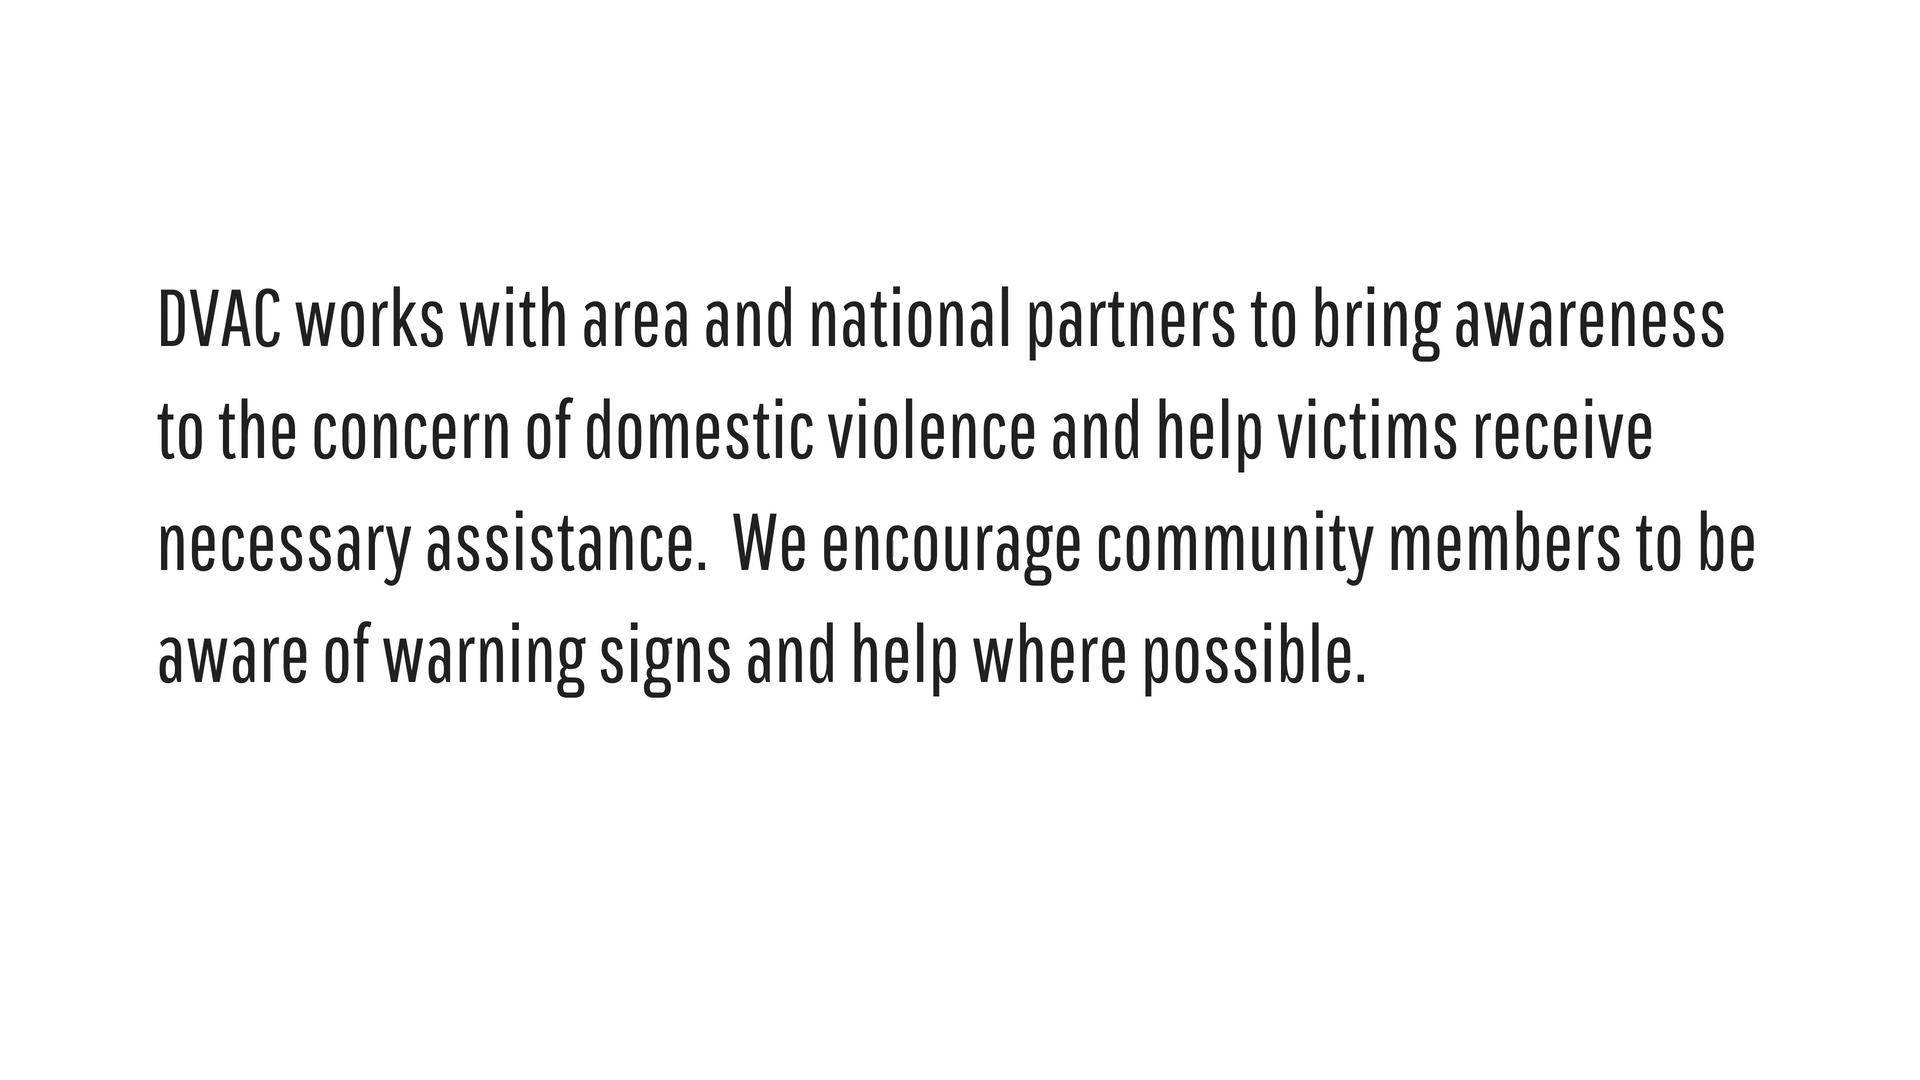 DVAC works with area and national partners to bring awareness
to the concern of domestic violence and help victims receive
necessary assistance.  We encourage community members to be
aware of warning signs and help where possible.